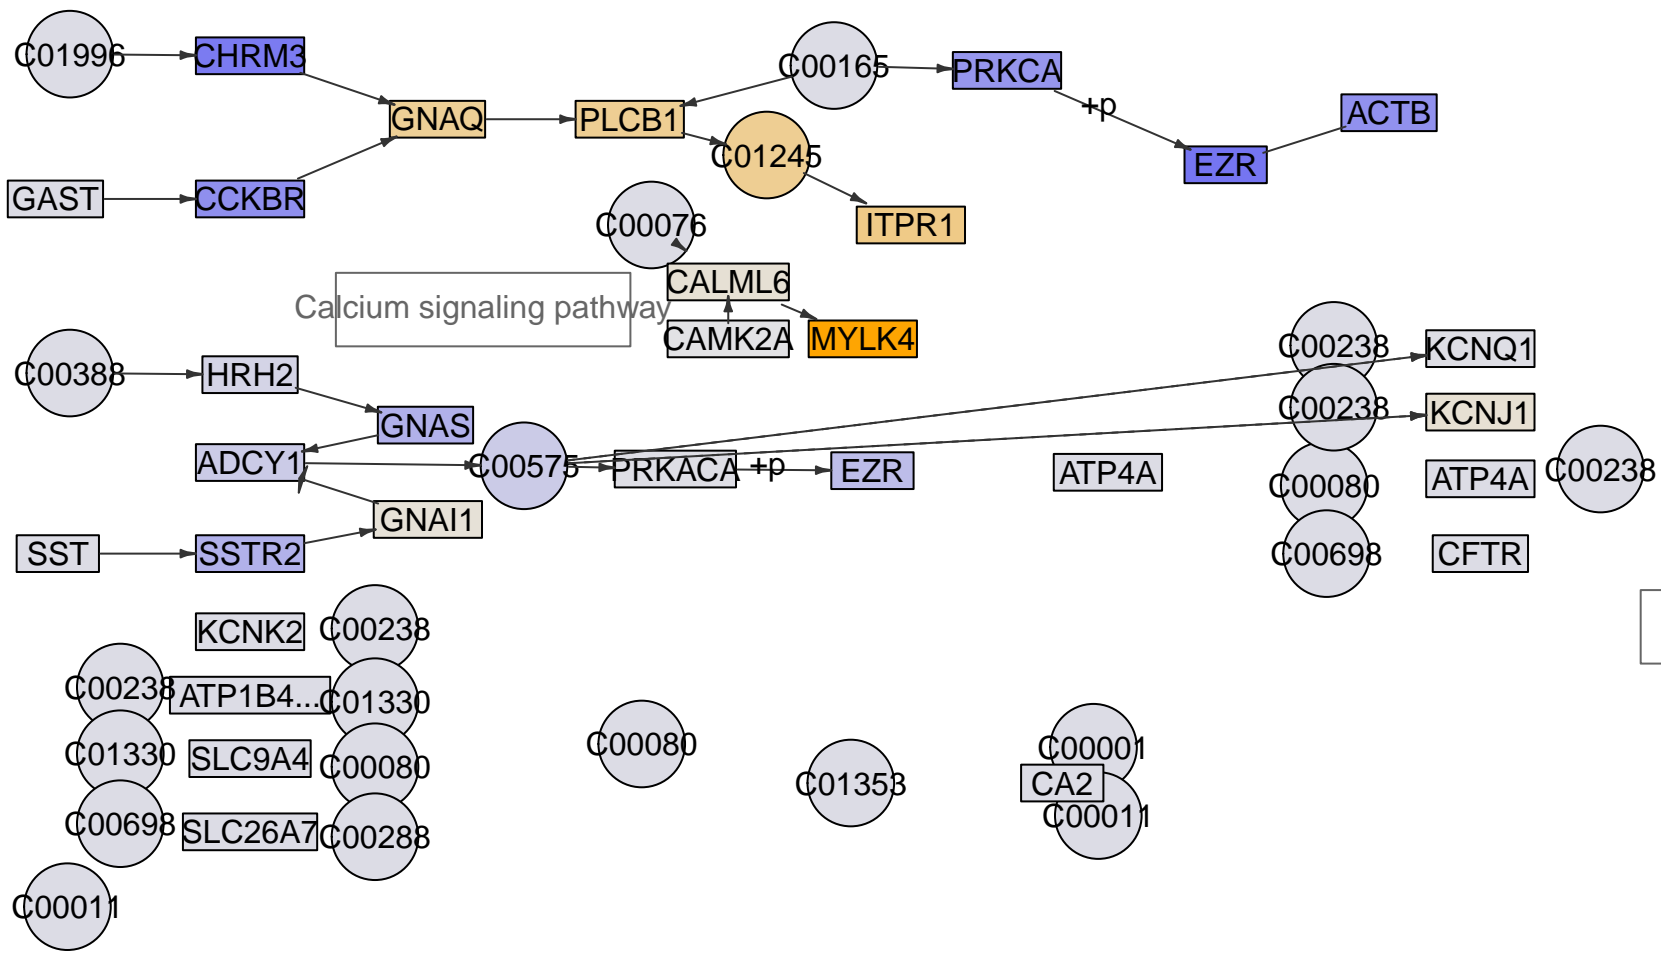 C01996
CHRM3
C00165
PRKCA
+p
ACTB
GNAQ
PLCB1
C01245
EZR
GAST
CCKBR
C00076
ITPR1
CALML6
Calcium signaling pathway
CAMK2A
MYLK4
C00238
KCNQ1
C00388
HRH2
C00238
KCNJ1
GNAS
ADCY1
C00575
PRKACA
+p
EZR
ATP4A
C00080
ATP4A
C00238
GNAI1
SST
SSTR2
C00698
CFTR
KCNK2
C00238
C00238
ATP1B4...
C01330
C01330
SLC9A4
C00080
C00080
C01353
C00001
CA2
C00011
C00698
SLC26A7
C00288
C00011